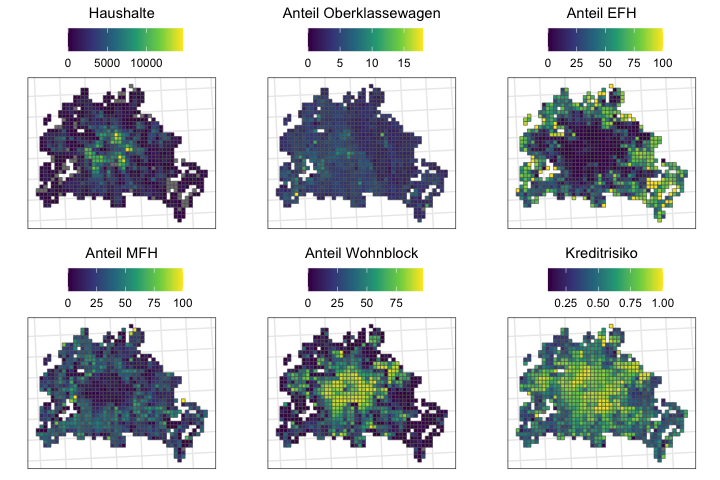 Haushalte
0 5000 10000
Anteil Oberklassewagen
0 5 10 15
Anteil EFH
0 25 50 75 100
Anteil MFH
0 25 50 75 100
Anteil Wohnblock
0 25 50 75
Kreditrisiko
0.25 0.50 0.75 1.00